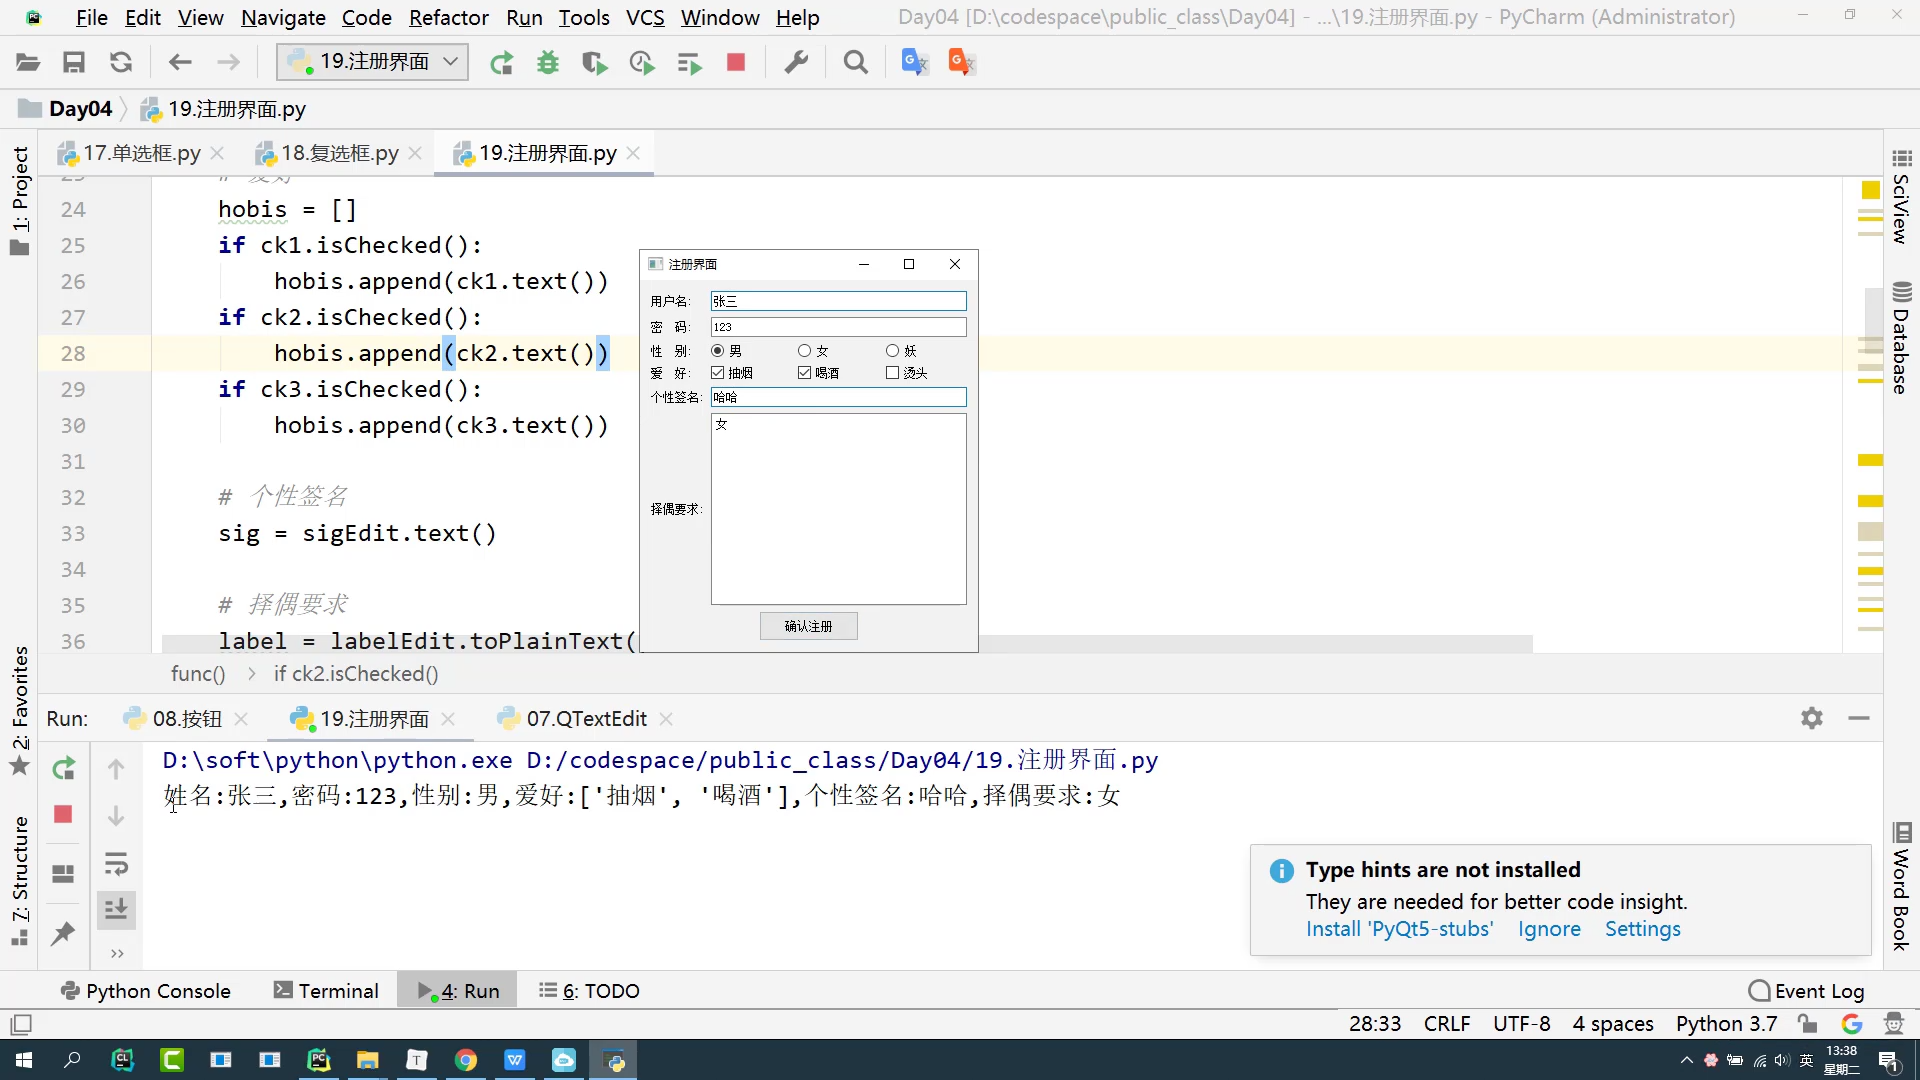 File Edit View Navigate Code Refactor Run Tools VCS Window Help Day04 [D:\codespace\public_class\Day04] - ...\19.注册界面.py - PyCharm (Administrator)
19.注册界面
Day04 19.注册界面.py
17.单选框.py 18.复选框.py 19.注册界面.py
24 hobis = []
25 if ck1.isChecked():
26 hobis.append(ck1.text())
27 if ck2.isChecked():
28 hobis.append(ck2.text())
29 if ck3.isChecked():
30 hobis.append(ck3.text())
31
32 # 个性签名
33 sig = sigEdit.text()
34
35 # 择偶要求
36 label = labelEdit.toPlainText(
注册界面
用户名: 张三
密 码: 123
性 别: 男 女 妖
爱 好: 抽烟 喝酒 烫头
个性签名: 哈哈
女
择偶要求:
确认注册
func() if ck2.isChecked()
Run: 08.按钮 19.注册界面 07.QTextEdit
D:\soft\python\python.exe D:/codespace/public_class/Day04/19.注册界面.py
姓名:张三,密码:123,性别:男,爱好:['抽烟', '喝酒'],个性签名:哈哈,择偶要求:女
Type hints are not installed
They are needed for better code insight.
Install 'PyQt5-stubs' Ignore Settings
1: Project
2: Favorites
7: Structure
SciView
Database
Word Book
Python Console Terminal 4: Run 6: TODO Event Log
28:33 CRLF UTF-8 4 spaces Python 3.7
英 13:38
星期二